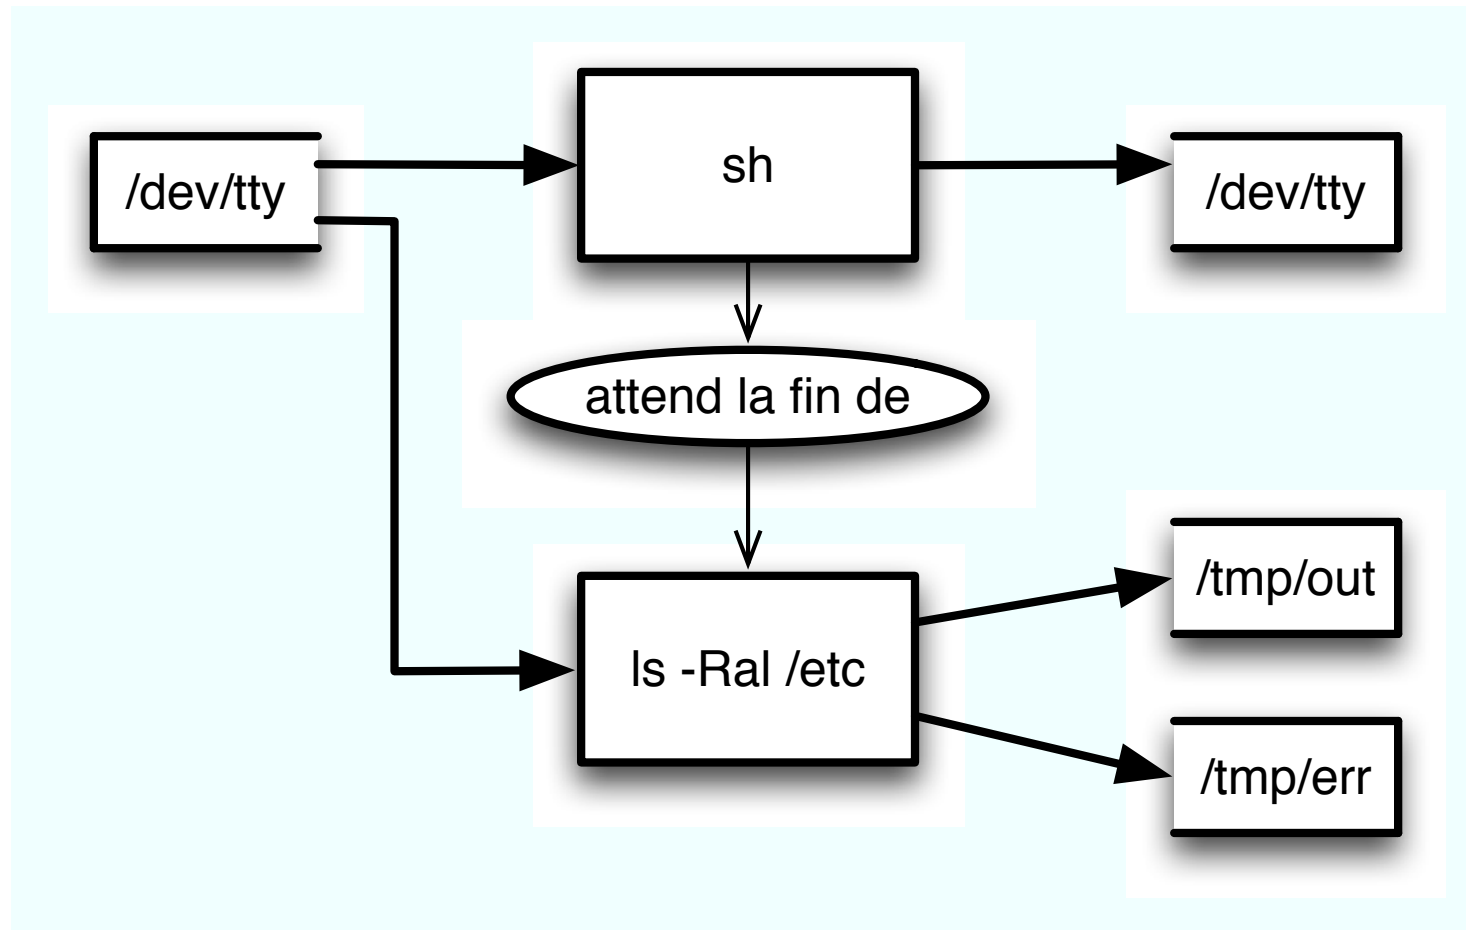 /dev/tty
sh
/dev/tty
attend la fin de
ls -Ral /etc
/tmp/out
/tmp/err